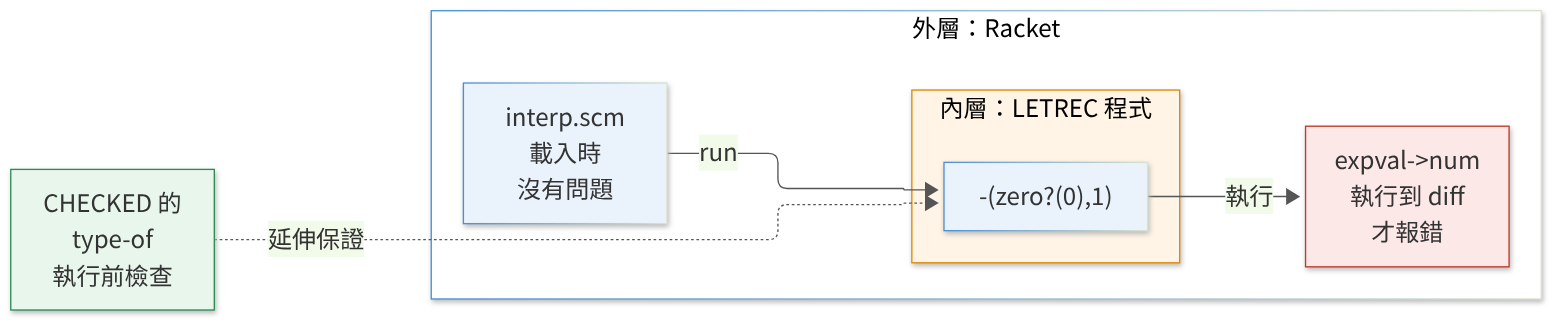 外層：Racket
interp.scm
載入時
沒有問題
run
內層：LETREC 程式
-(zero?(0),1)
執行
expval->num
執行到 diff
才報錯
CHECKED 的
type-of
執行前檢查
延伸保證